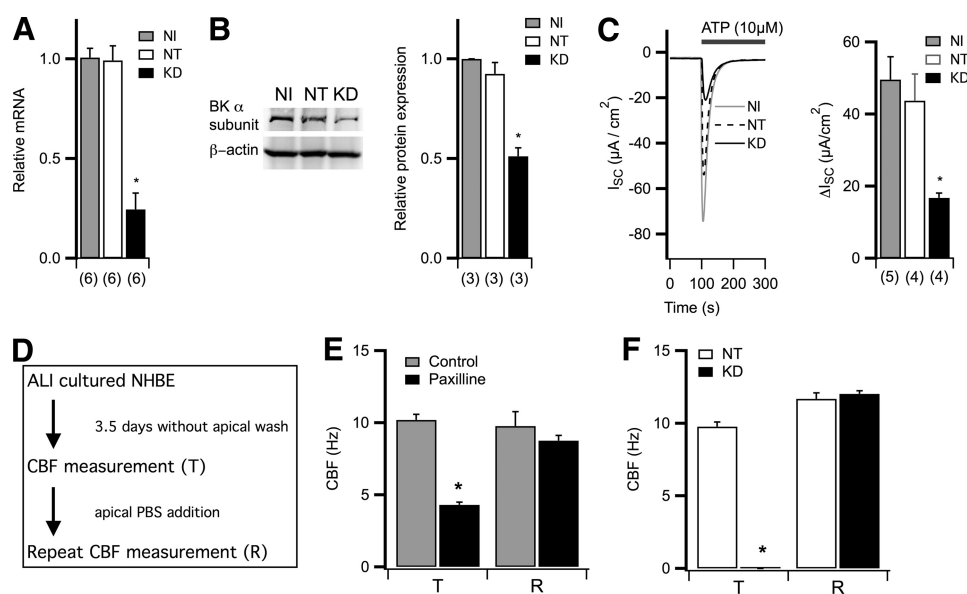 A
Relative mRNA
1.0
0.5
0.0
NI
NT
KD
*
(6) (6) (6)
B
NI NT KD
BK α
subunit
β-actin
Relative protein expression
1.0
0.5
0.0
NI
NT
KD
*
(3) (3) (3)
C
ATP (10µM)
ISC (µA / cm²)
0
-20
-40
-60
-80
NI
NT
KD
0 100 200 300
Time (s)
ΔISC (µA/cm²)
60
40
20
0
NI
NT
KD
*
(5) (4) (4)
D
ALI cultured NHBE
3.5 days without apical wash
CBF measurement (T)
apical PBS addition
Repeat CBF measurement (R)
E
CBF (Hz)
15
10
5
0
Control
Paxilline
*
T R
F
CBF (Hz)
15
10
5
0
NT
KD
*
T R